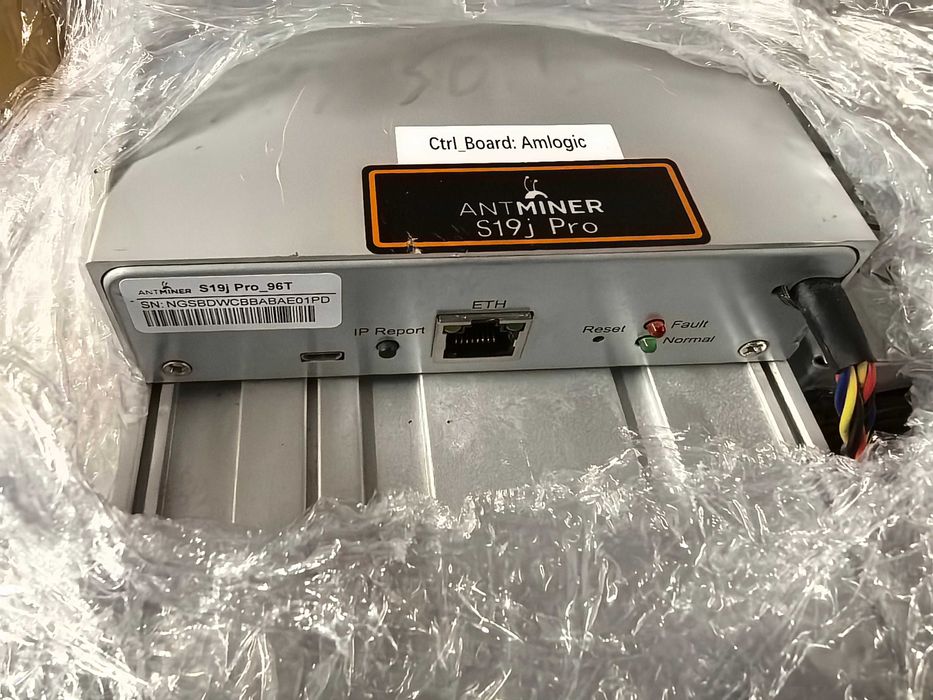 Ctrl_Board: Amlogic
ANTMINER
S19j Pro
ANTMINER S19j Pro_96T
SN: NGSBDWCBBABAE01PD
ETH
IP Report
Reset
Fault
Normal